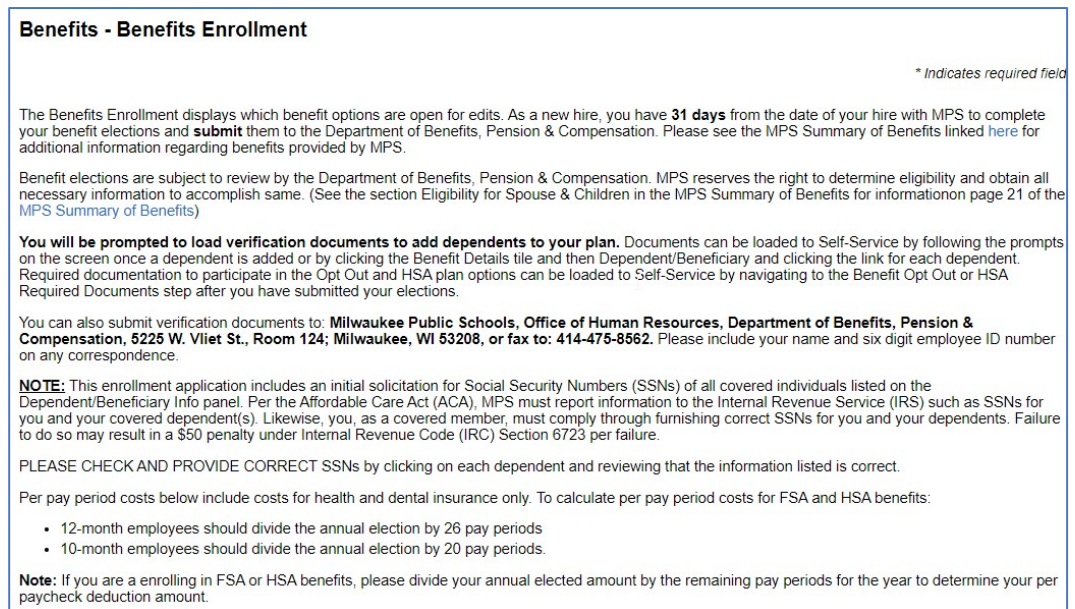 Benefits - Benefits Enrollment
* Indicates required field
The Benefits Enrollment displays which benefit options are open for edits. As a new hire, you have 31 days from the date of your hire with MPS to complete
your benefit elections and submit them to the Department of Benefits, Pension & Compensation. Please see the MPS Summary of Benefits linked here for
additional information regarding benefits provided by MPS.
Benefit elections are subject to review by the Department of Benefits, Pension & Compensation. MPS reserves the right to determine eligibility and obtain all
necessary information to accomplish same. (See the section Eligibility for Spouse & Children in the MPS Summary of Benefits for informationon page 21 of the
MPS Summary of Benefits)
You will be prompted to load verification documents to add dependents to your plan. Documents can be loaded to Self-Service by following the prompts
on the screen once a dependent is added or by clicking the Benefit Details tile and then Dependent/Beneficiary and clicking the link for each dependent.
Required documentation to participate in the Opt Out and HSA plan options can be loaded to Self-Service by navigating to the Benefit Opt Out or HSA
Required Documents step after you have submitted your elections.
You can also submit verification documents to: Milwaukee Public Schools, Office of Human Resources, Department of Benefits, Pension &
Compensation, 5225 W. Vliet St., Room 124; Milwaukee, WI 53208, or fax to: 414-475-8562. Please include your name and six digit employee ID number
on any correspondence.
NOTE: This enrollment application includes an initial solicitation for Social Security Numbers (SSNs) of all covered individuals listed on the
Dependent/Beneficiary Info panel. Per the Affordable Care Act (ACA), MPS must report information to the Internal Revenue Service (IRS) such as SSNs for
you and your covered dependent(s). Likewise, you, as a covered member, must comply through furnishing correct SSNs for you and your dependents. Failure
to do so may result in a $50 penalty under Internal Revenue Code (IRC) Section 6723 per failure.
PLEASE CHECK AND PROVIDE CORRECT SSNs by clicking on each dependent and reviewing that the information listed is correct.
Per pay period costs below include costs for health and dental insurance only. To calculate per pay period costs for FSA and HSA benefits:
• 12-month employees should divide the annual election by 26 pay periods
• 10-month employees should divide the annual election by 20 pay periods.
Note: If you are a enrolling in FSA or HSA benefits, please divide your annual elected amount by the remaining pay periods for the year to determine your per
paycheck deduction amount.